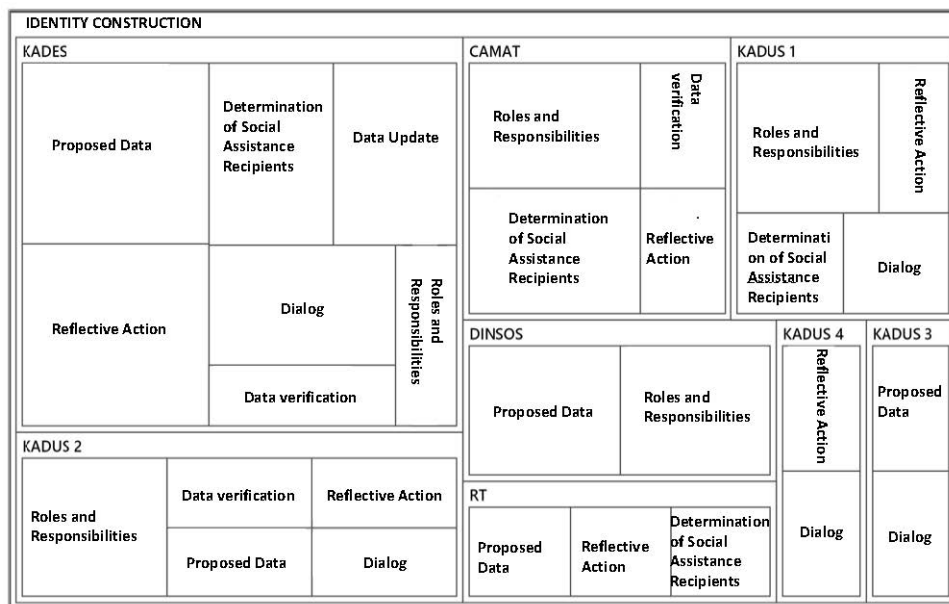 IDENTITY CONSTRUCTION
KADES
Proposed Data
Determination
of Social
Assistance
Recipients
Data Update
Reflective Action
Dialog
Roles and
Responsibilities
Data verification
KADUS 2
Roles and
Responsibilities
Data verification
Reflective Action
Proposed Data
Dialog
CAMAT
Roles and
Responsibilities
Data
verification
Determination
of Social
Assistance
Recipients
Reflective
Action
KADUS 1
Roles and
Responsibilities
Reflective Action
Determinati
on of Social
Assistance
Recipients
Dialog
DINSOS
Proposed Data
Roles and
Responsibilities
RT
Proposed
Data
Reflective
Action
Determination
of Social
Assistance
Recipients
KADUS 4
Reflective Action
Dialog
KADUS 3
Proposed
Data
Dialog